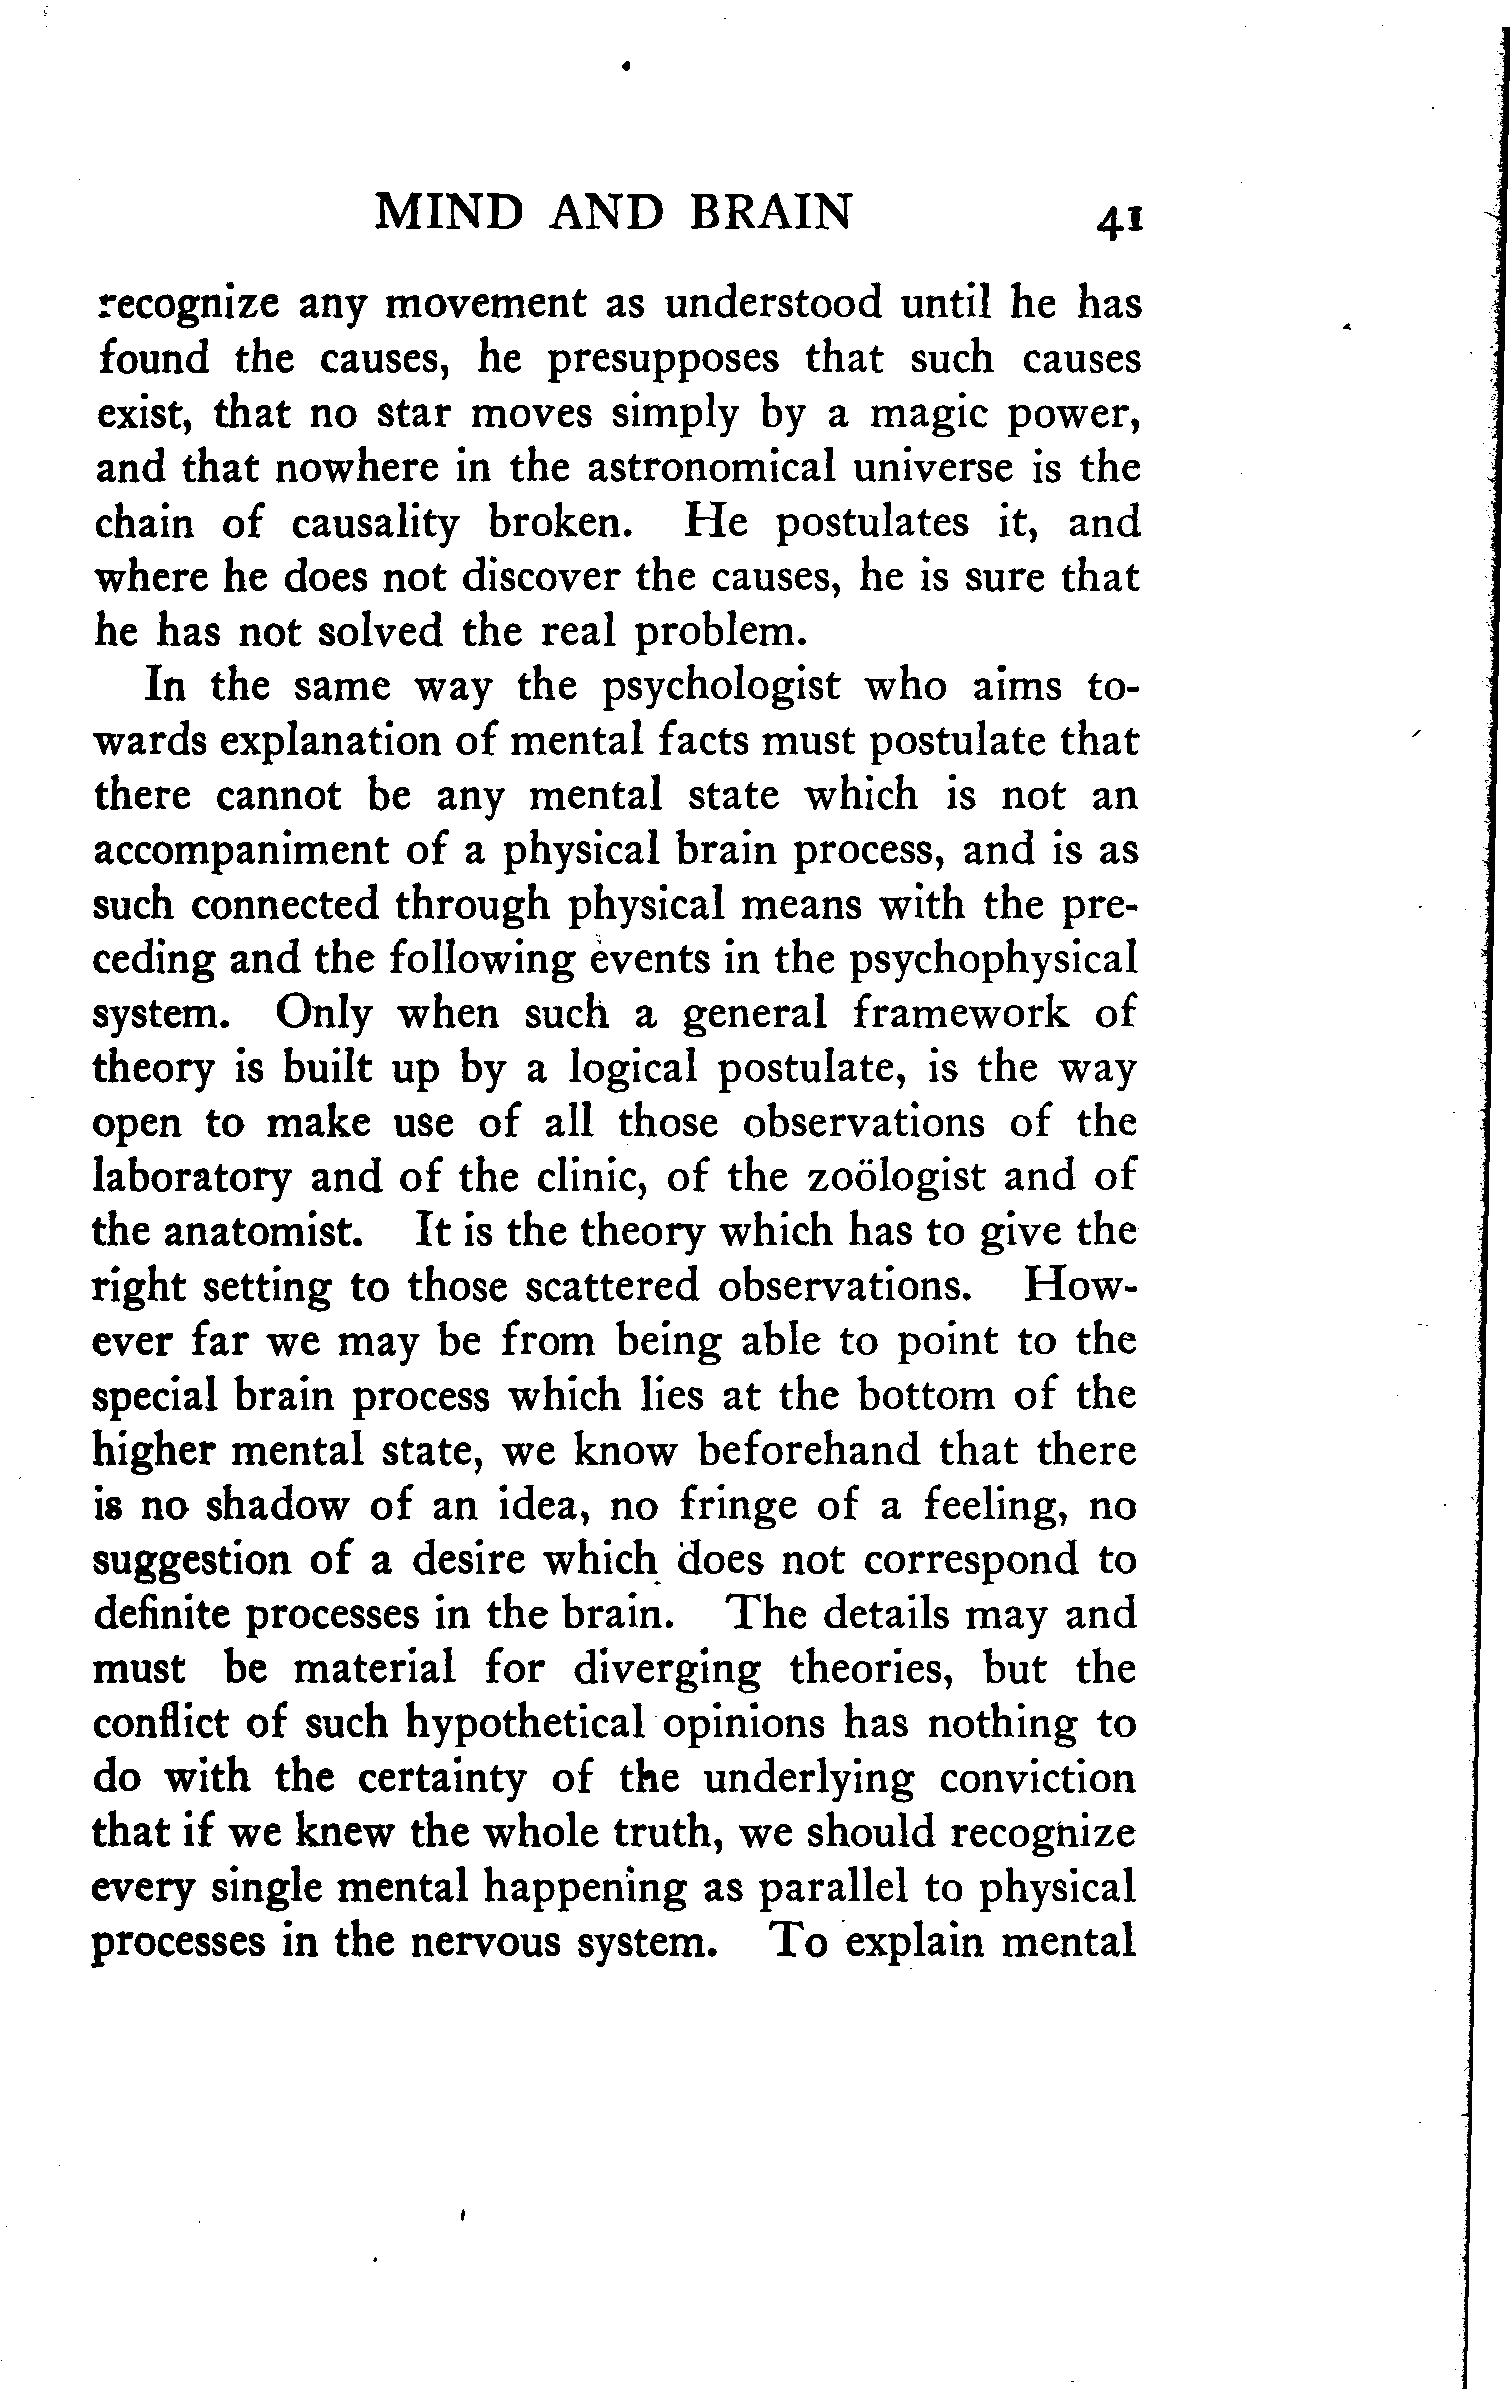 MIND AND BRAIN 41
recognize any movement as understood until he has
found the causes, he presupposes that such causes
exist, that no star moves simply by a magic power,
and that nowhere in the astronomical universe is the
chain of causality broken. He postulates it, and
where he does not discover the causes, he is sure that
he has not solved the real problem.
In the same way the psychologist who aims to-
wards explanation of mental facts must postulate that
there cannot be any mental state which is not an
accompaniment of a physical brain process, and is as
such connected through physical means with the pre-
ceding and the following events in the psychophysical
system. Only when such a general framework of
theory is built up by a logical postulate, is the way
open to make use of all those observations of the
laboratory and of the clinic, of the zoölogist and of
the anatomist. It is the theory which has to give the
right setting to those scattered observations. How-
ever far we may be from being able to point to the
special brain process which lies at the bottom of the
higher mental state, we know beforehand that there
is no shadow of an idea, no fringe of a feeling, no
suggestion of a desire which does not correspond to
definite processes in the brain. The details may and
must be material for diverging theories, but the
conflict of such hypothetical opinions has nothing to
do with the certainty of the underlying conviction
that if we knew the whole truth, we should recognize
every single mental happening as parallel to physical
processes in the nervous system. To explain mental